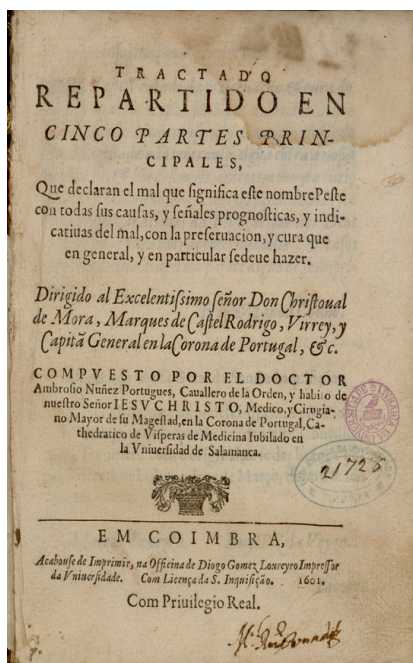 TRACTADO
REPARTIDO EN
CINCO PARTES PRIN-
CIPALES,
Que declaran el mal que significa este nombre Peste
con todas sus causas, y señales prognosticas, y indi-
catiuas del mal, con la preseruacion, y cura que
en general, y en particular se deue hazer.
Dirigido al Excelentissimo señor Don Christoual
de Mora, Marques de Castel Rodrigo, Virrey, y
Capitã General en la Corona de Portugal, &c.
COMPVESTO POR EL DOCTOR
Ambrosio Nuñez Portugues, Cauallero de la Orden, y habito de
nuestro Señor IESV CHRISTO, Medico, y Cirugia-
no Mayor de su Magestad, en la Corona de Portugal, Ca-
thedratico de Visperas de Medicina Iubilado en
la Vniuersidad de Salamanca.
21726
EM COIMBRA,
Acabouse de Imprimir, na Officina de Diogo Gomez Loureyro Impressor
da Vniuersidade. Com Licença da S. Inquisição. 1601.
Com Priuilegio Real.